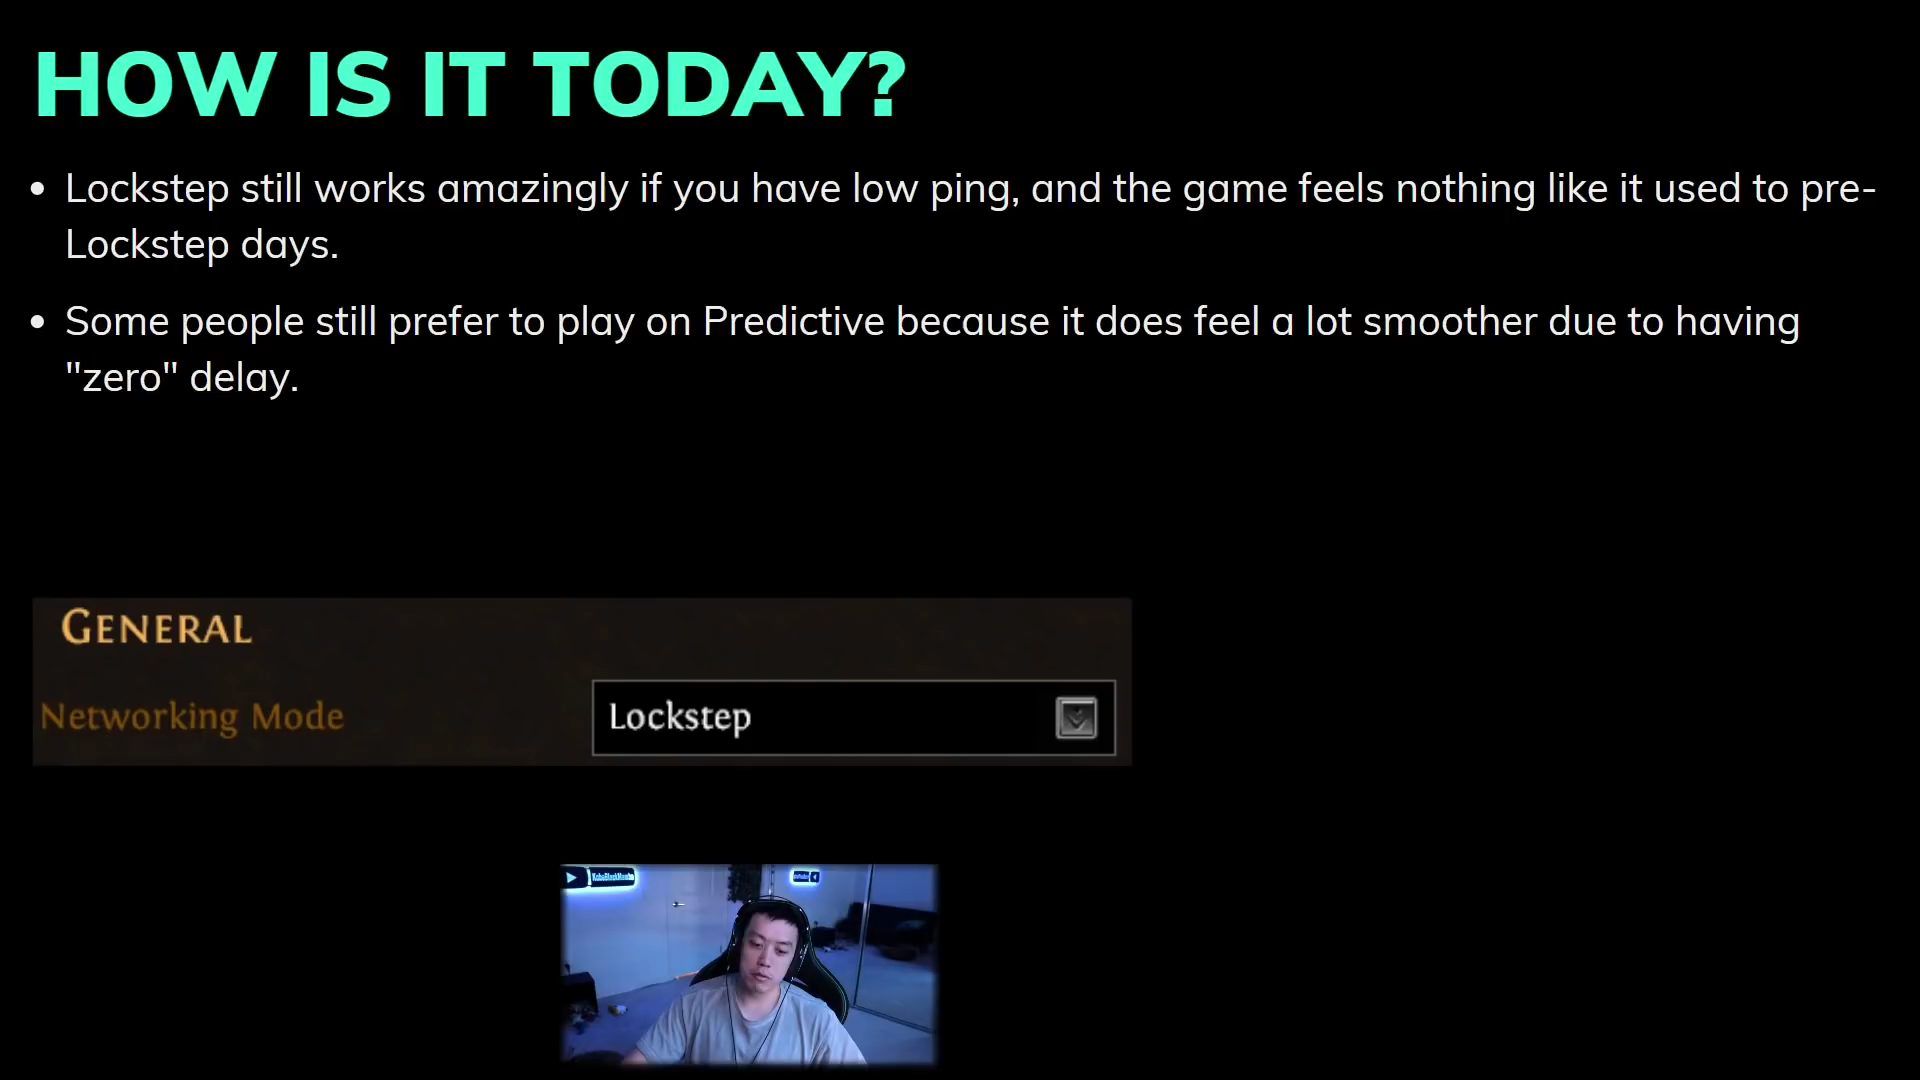 HOW IS IT TODAY?
• Lockstep still works amazingly if you have low ping, and the game feels nothing like it used to pre-
Lockstep days.
• Some people still prefer to play on Predictive because it does feel a lot smoother due to having
"zero" delay.
GENERAL
Networking Mode
Lockstep
KobeBlackMamba